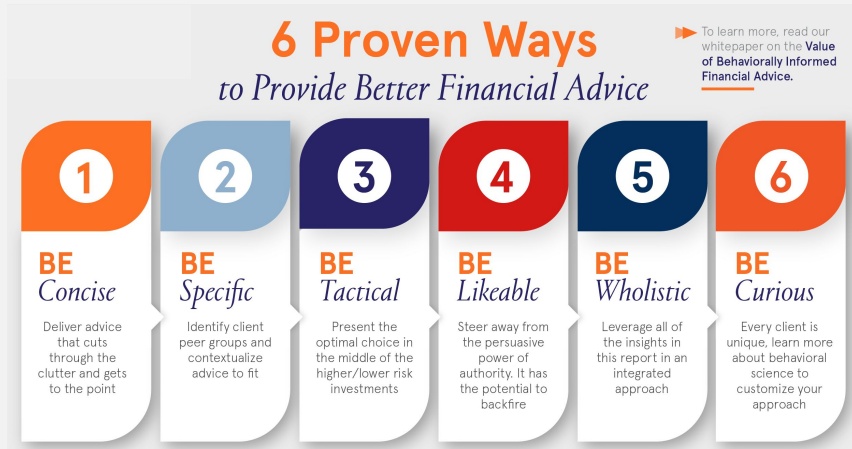 6 Proven Ways
to Provide Better Financial Advice
To learn more, read our
whitepaper on the Value
of Behaviorally Informed
Financial Advice.
1
BE
Concise
Deliver advice
that cuts
through the
clutter and gets
to the point
2
BE
Specific
Identify client
peer groups and
contextualize
advice to fit
3
BE
Tactical
Present the
optimal choice in
the middle of the
higher/lower risk
investments
4
BE
Likeable
Steer away from
the persuasive
power of
authority. It has
the potential to
backfire
5
BE
Wholistic
Leverage all of
the insights in
this report in an
integrated
approach
6
BE
Curious
Every client is
unique, learn more
about behavioral
science to
customize your
approach